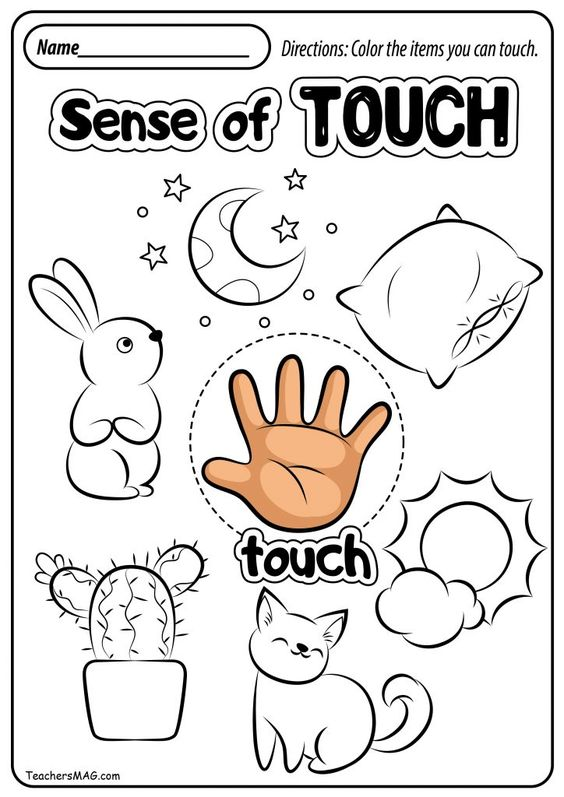 Name
Directions: Color the items you can touch.
Sense of TOUCH
touch
TeachersMAG.com